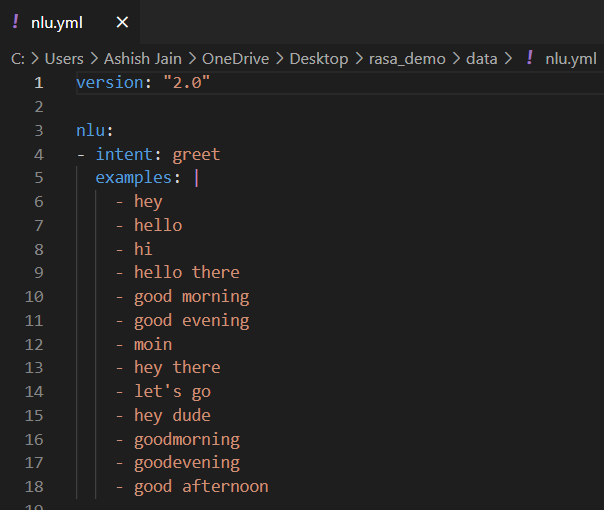 ! nlu.yml ×
C: > Users > Ashish Jain > OneDrive > Desktop > rasa_demo > data > ! nlu.yml
1 version: "2.0"
2
3 nlu:
4 - intent: greet
5 examples: |
6 - hey
7 - hello
8 - hi
9 - hello there
10 - good morning
11 - good evening
12 - moin
13 - hey there
14 - let's go
15 - hey dude
16 - goodmorning
17 - goodevening
18 - good afternoon
19